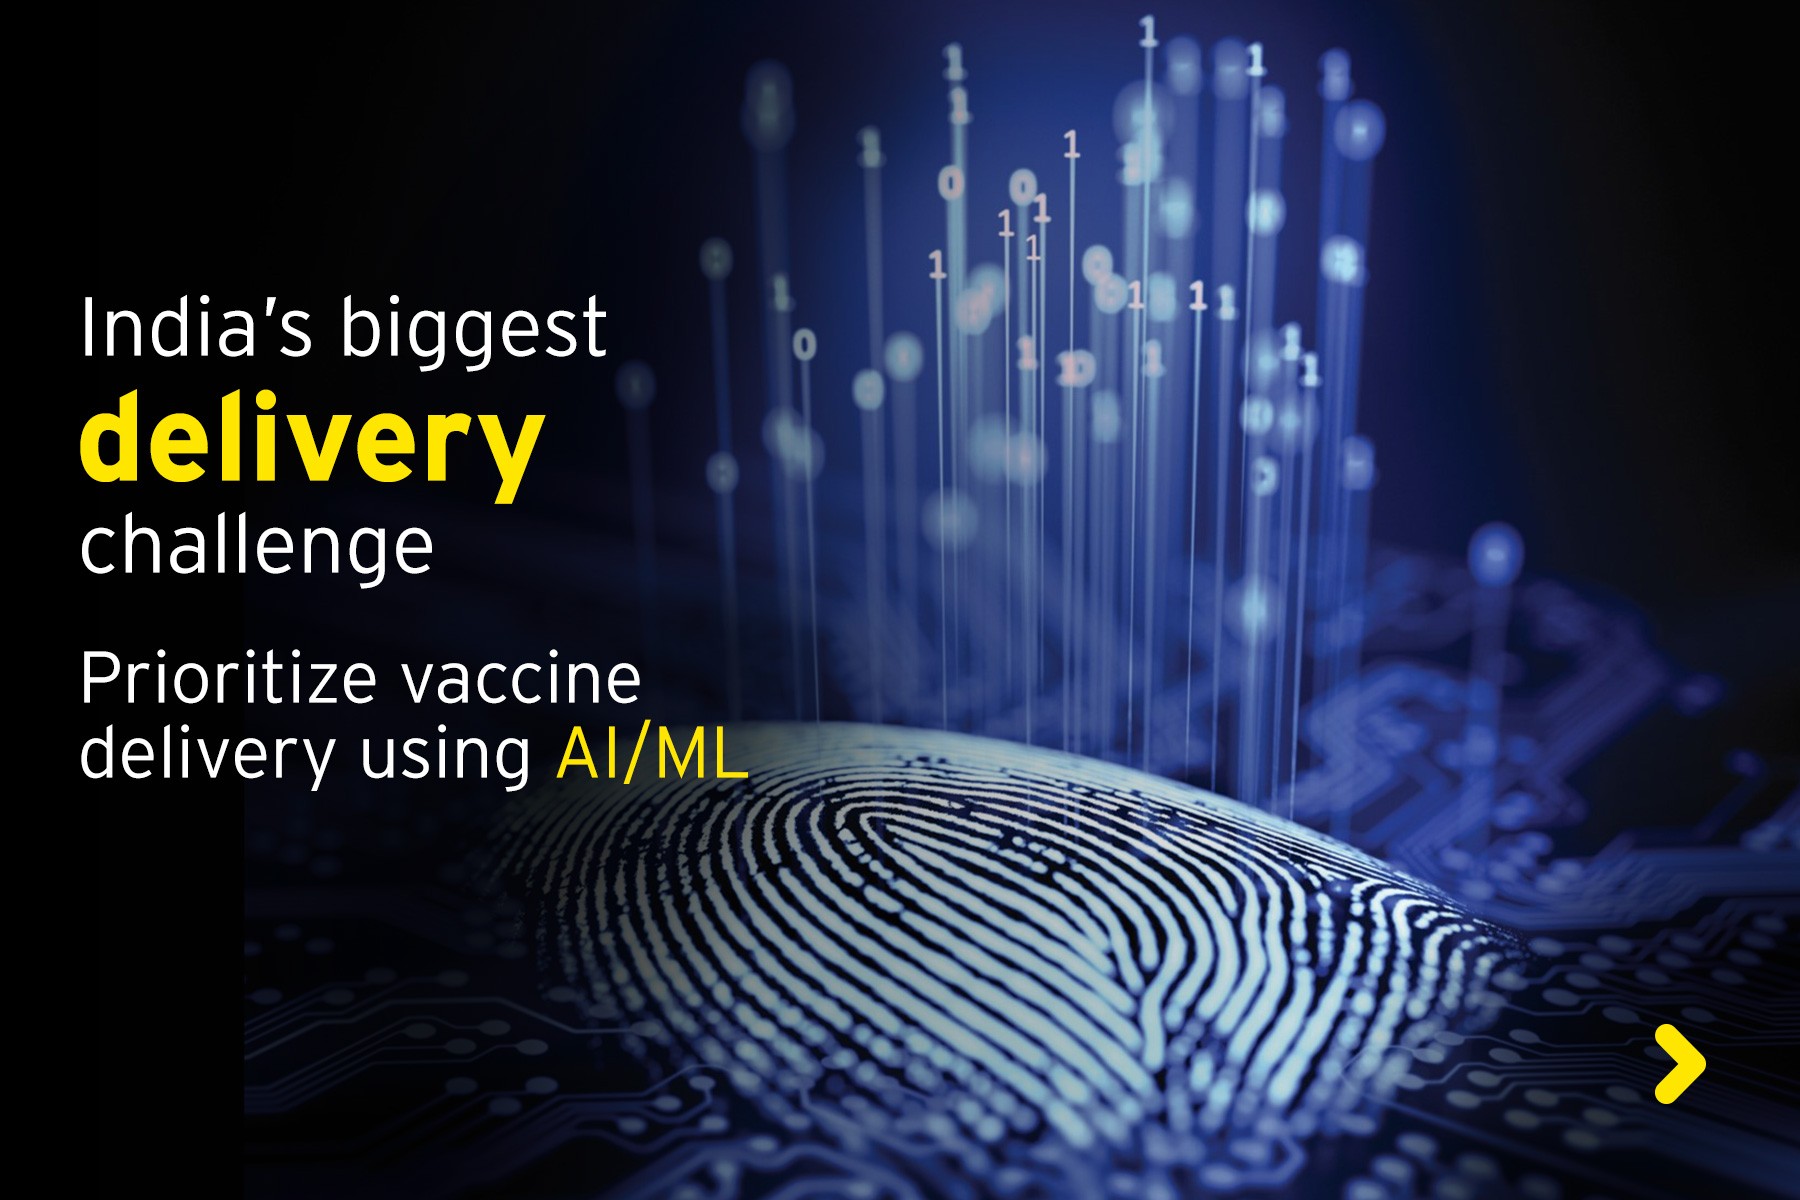 India’s biggest
delivery
challenge
Prioritize vaccine
delivery using AI/ML